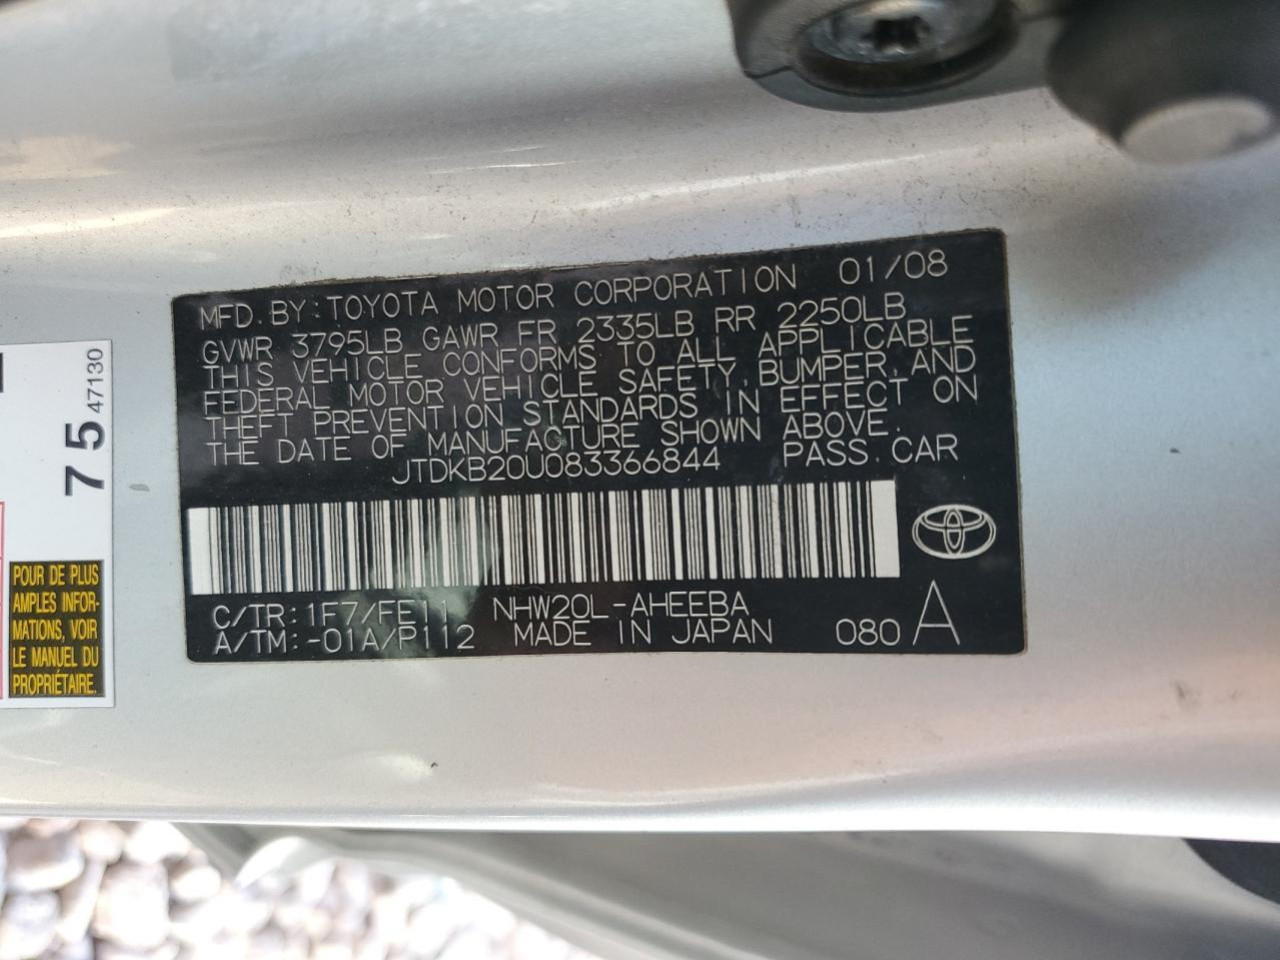 MFD. BY: TOYOTA MOTOR CORPORATION 01/08
GVWR 3795LB GAWR FR 2335LB RR 2250LB
THIS VEHICLE CONFORMS TO ALL APPLICABLE
FEDERAL MOTOR VEHICLE SAFETY, BUMPER, AND
THEFT PREVENTION STANDARDS IN EFFECT ON
THE DATE OF MANUFACTURE SHOWN ABOVE.
JTDKB20U083366844 PASS. CAR
C/TR: 1F7/FE11 NHW20L-AHEEBA
A/TM: -01A/P112 MADE IN JAPAN 080 A
75
47130
POUR DE PLUS
AMPLES INFOR-
MATIONS, VOIR
LE MANUEL DU
PROPRIÉTAIRE.